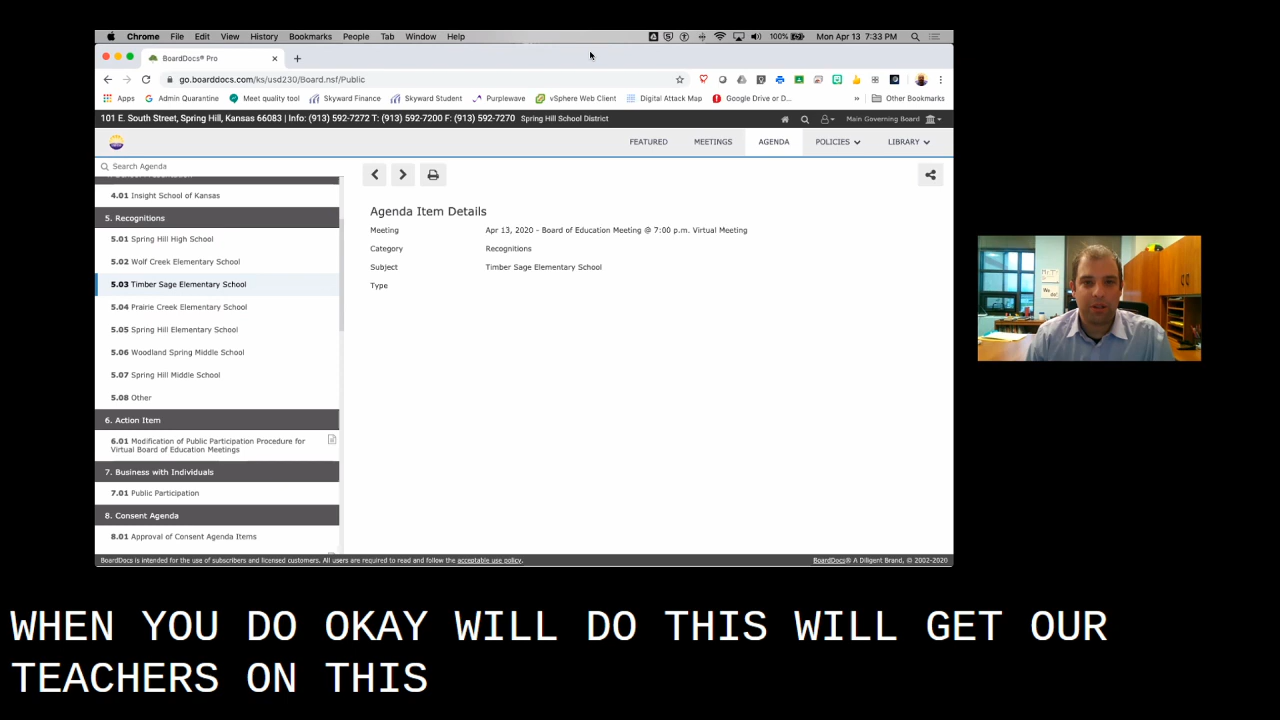 Chrome File Edit View History Bookmarks People Tab Window Help 100% Mon Apr 13 7:33 PM
BoardDocs® Pro
go.boarddocs.com/ks/usd230/Board.nsf/Public
Apps Admin Quarantine Meet quality tool Skyward Finance Skyward Student Purplewave vSphere Web Client Digital Attack Map Google Drive or D... » Other Bookmarks
101 E. South Street, Spring Hill, Kansas 66083 | Info: (913) 592-7272 T: (913) 592-7200 F: (913) 592-7270 Spring Hill School District Main Governing Board
FEATURED MEETINGS AGENDA POLICIES LIBRARY
Search Agenda
4.01 Insight School of Kansas
5. Recognitions
5.01 Spring Hill High School
5.02 Wolf Creek Elementary School
5.03 Timber Sage Elementary School
5.04 Prairie Creek Elementary School
5.05 Spring Hill Elementary School
5.06 Woodland Spring Middle School
5.07 Spring Hill Middle School
5.08 Other
6. Action Item
6.01 Modification of Public Participation Procedure for
Virtual Board of Education Meetings
7. Business with Individuals
7.01 Public Participation
8. Consent Agenda
8.01 Approval of Consent Agenda Items
Agenda Item Details
Meeting Apr 13, 2020 - Board of Education Meeting @ 7:00 p.m. Virtual Meeting
Category Recognitions
Subject Timber Sage Elementary School
Type
BoardDocs is intended for the use of subscribers and licensed customers. All users are required to read and follow the acceptable use policy. BoardDocs® A Diligent Brand, © 2002-2020
WHEN YOU DO OKAY WILL DO THIS WILL GET OUR
TEACHERS ON THIS